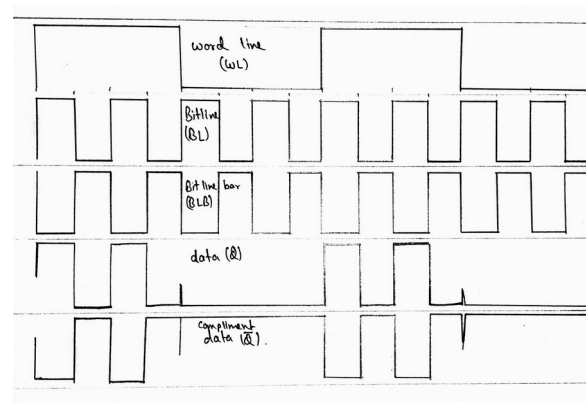 word line
(WL)
Bitline
(BL)
Bit line bar
(BLB)
data (Q)
compliment
data (Q̅).